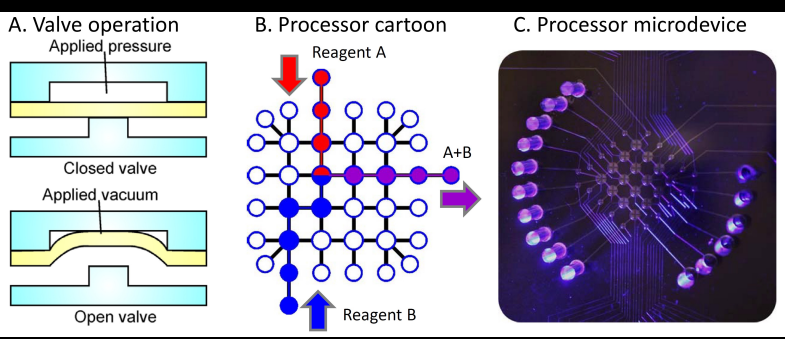 A. Valve operation
Applied pressure
Closed valve
Applied vacuum
Open valve
B. Processor cartoon
Reagent A
A+B
Reagent B
C. Processor microdevice